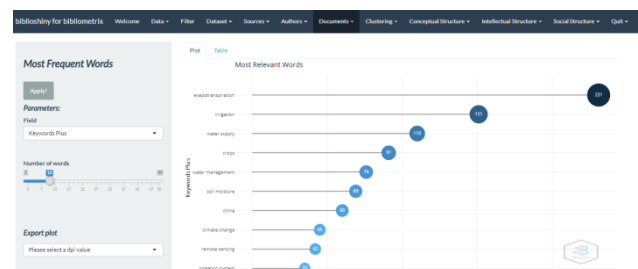 biblioshiny for bibliometrix Welcome Data Filter Dataset Sources Authors Documents Clustering Conceptual Structure Intellectual Structure Social Structure Quit
Plot Table
Most Frequent Words
Most Relevant Words
Apply!
Parameters:
Field
Keywords Plus
Number of words
Export plot
Please select a dpi value
Keywords Plus
evapotranspiration 231
irrigation 151
water supply 110
crops 91
water management 76
soil moisture 69
china 60
climate change
remote sensing
irrigation system